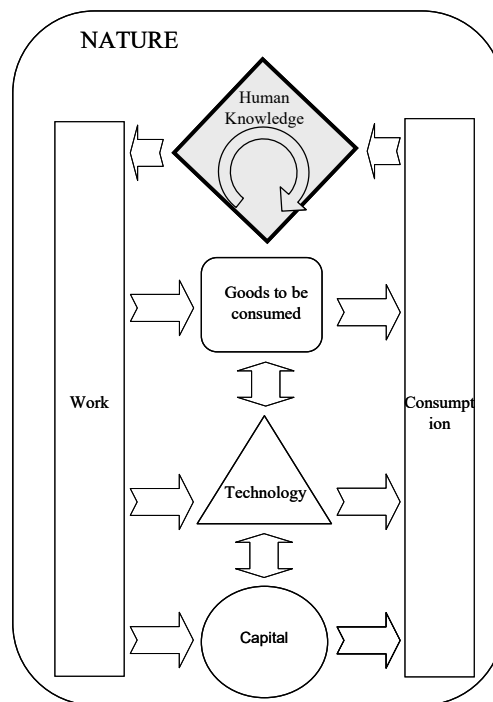 NATURE
Human
Knowledge
Goods to be
consumed
Work
Consumpt
ion
Technology
Capital